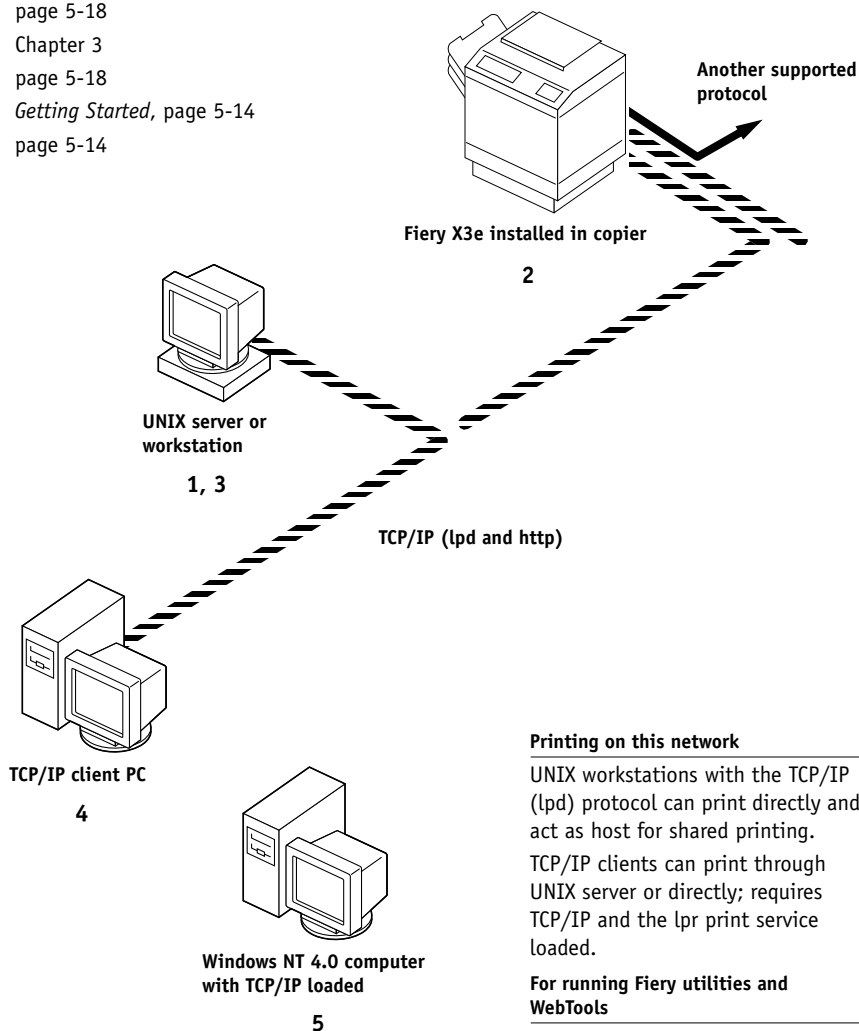 page 5-18
Chapter 3
page 5-18
Getting Started, page 5-14
page 5-14
Another supported
protocol
Fiery X3e installed in copier
2
UNIX server or
workstation
1, 3
TCP/IP (lpd and http)
TCP/IP client PC
4
Windows NT 4.0 computer
with TCP/IP loaded
5
Printing on this network
UNIX workstations with the TCP/IP
(lpd) protocol can print directly and
act as host for shared printing.
TCP/IP clients can print through
UNIX server or directly; requires
TCP/IP and the lpr print service
loaded.
For running Fiery utilities and
WebTools